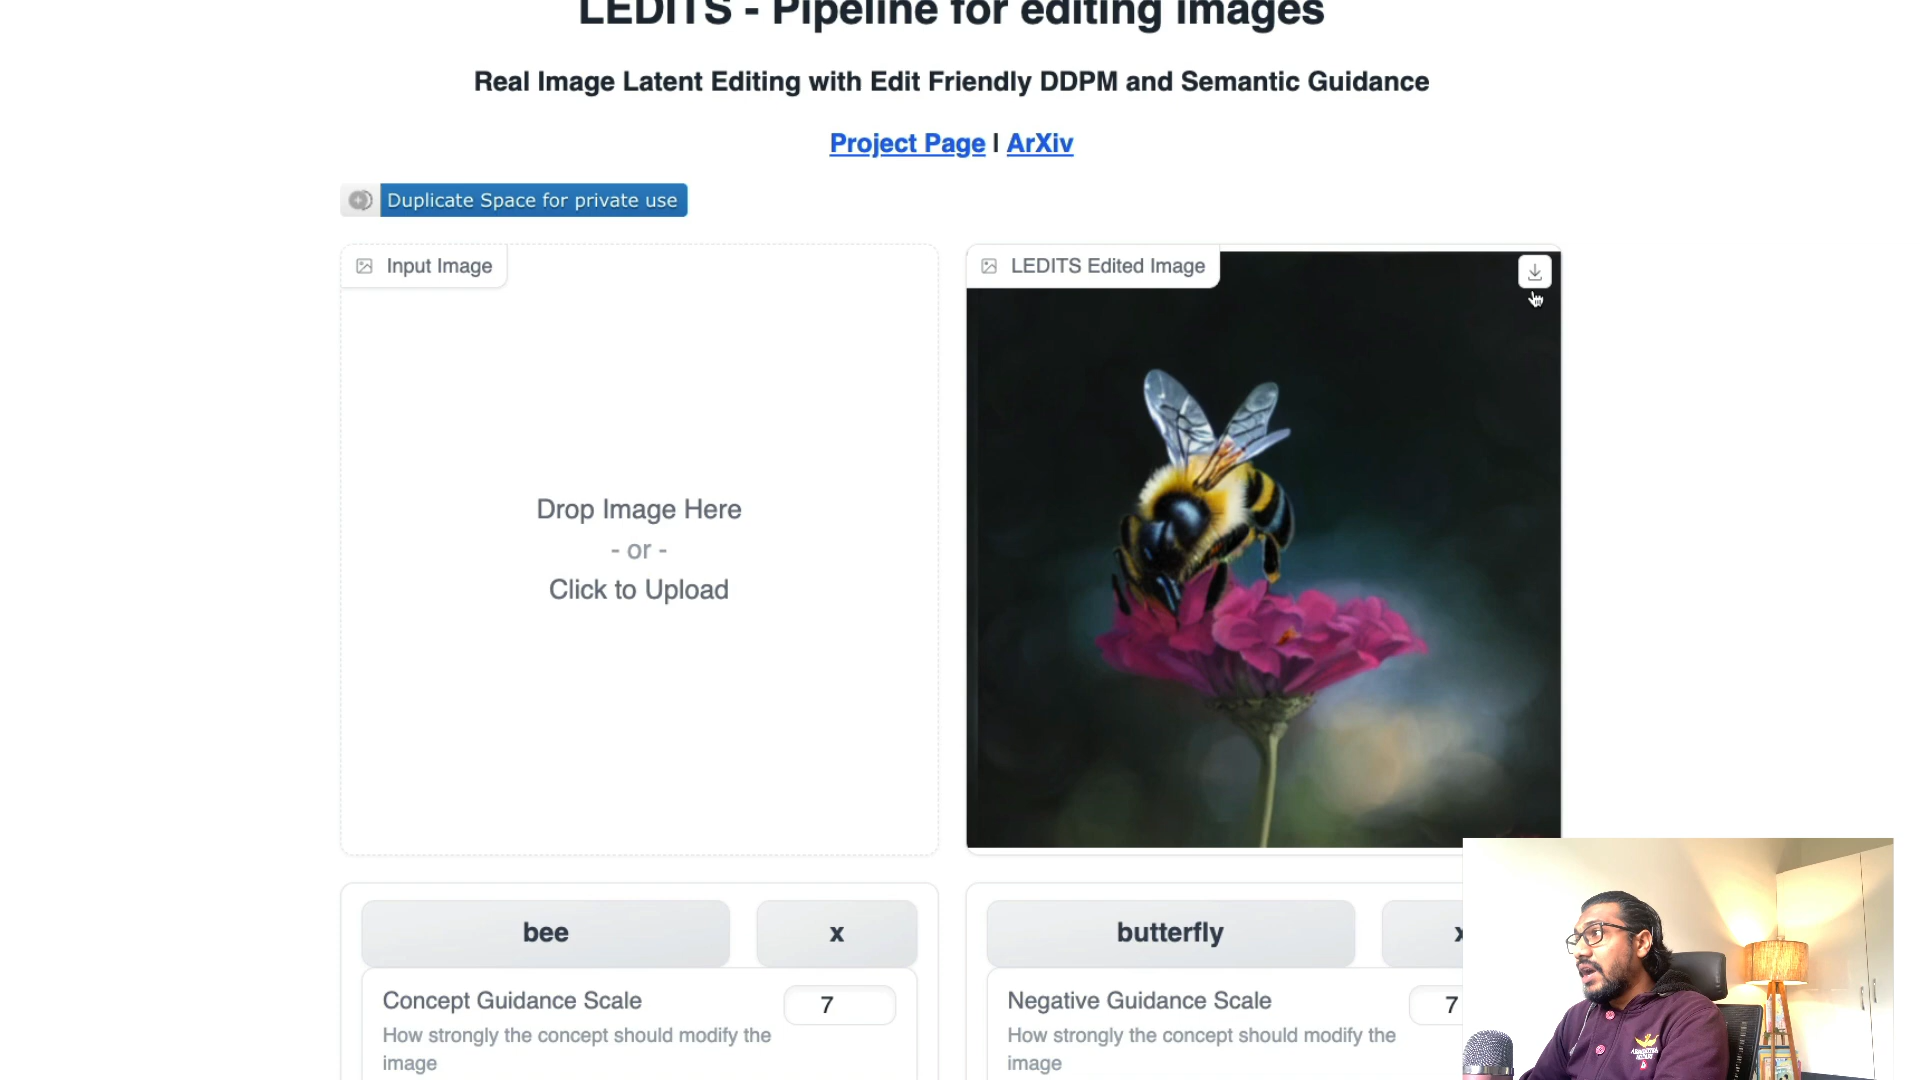 LEDITS - Pipeline for editing images
Real Image Latent Editing with Edit Friendly DDPM and Semantic Guidance
Project Page | ArXiv
Duplicate Space for private use
Input Image
LEDITS Edited Image
Drop Image Here
- or -
Click to Upload
bee
x
butterfly
x
Concept Guidance Scale
7
How strongly the concept should modify the
image
Negative Guidance Scale
7
How strongly the concept should modify the
image